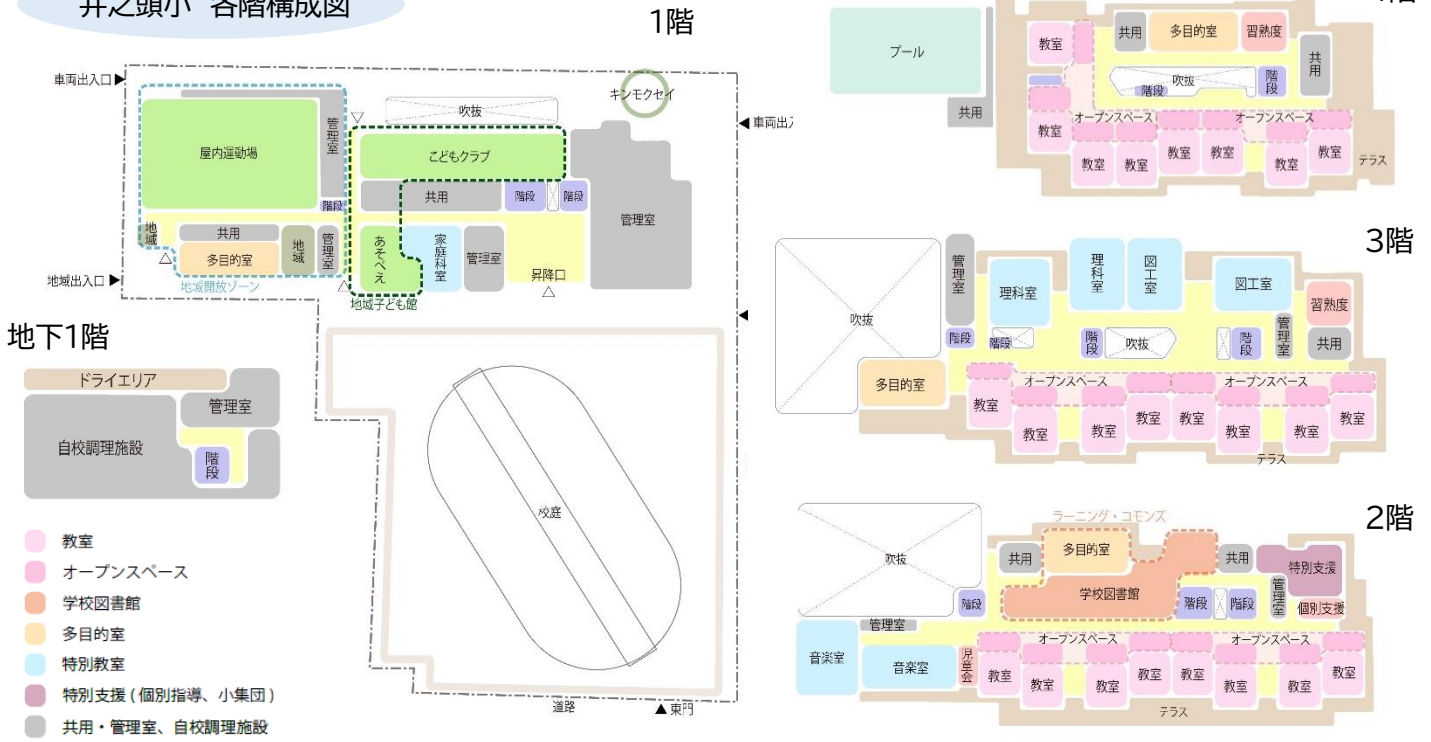 井之頭小 各階構成図
1階
車両出入口▶
キンモクセイ
吹抜
◀車両出入
管理室
屋内運動場
こどもクラブ
共用
階段
階段
階段
管理室
地域
共用
多目的室
地域
管理室
あそべえ
家庭科室
管理室
昇降口
地域出入口▶
地域開放ゾーン
地域子ども館
校庭
道路
▲東門
地下1階
ドライエリア
管理室
自校調理施設
階段
教室
オープンスペース
学校図書館
多目的室
特別教室
特別支援(個別指導、小集団)
共用・管理室、自校調理施設
プール
共用
教室
共用
多目的室
習熟度
共用
吹抜
階段
階段
オープンスペース
オープンスペース
教室
教室
教室
教室
教室
教室
教室
テラス
3階
吹抜
管理室
理科室
理科室
図工室
図工室
習熟度
階段
階段
階段
吹抜
階段
管理室
共用
多目的室
オープンスペース
オープンスペース
教室
教室
教室
教室
教室
教室
教室
教室
テラス
2階
ラーニング・コモンズ
吹抜
共用
多目的室
共用
特別支援
学校図書館
階段
階段
階段
管理室
個別支援
管理室
オープンスペース
オープンスペース
音楽室
音楽室
児童会
教室
教室
教室
教室
教室
教室
教室
教室
テラス